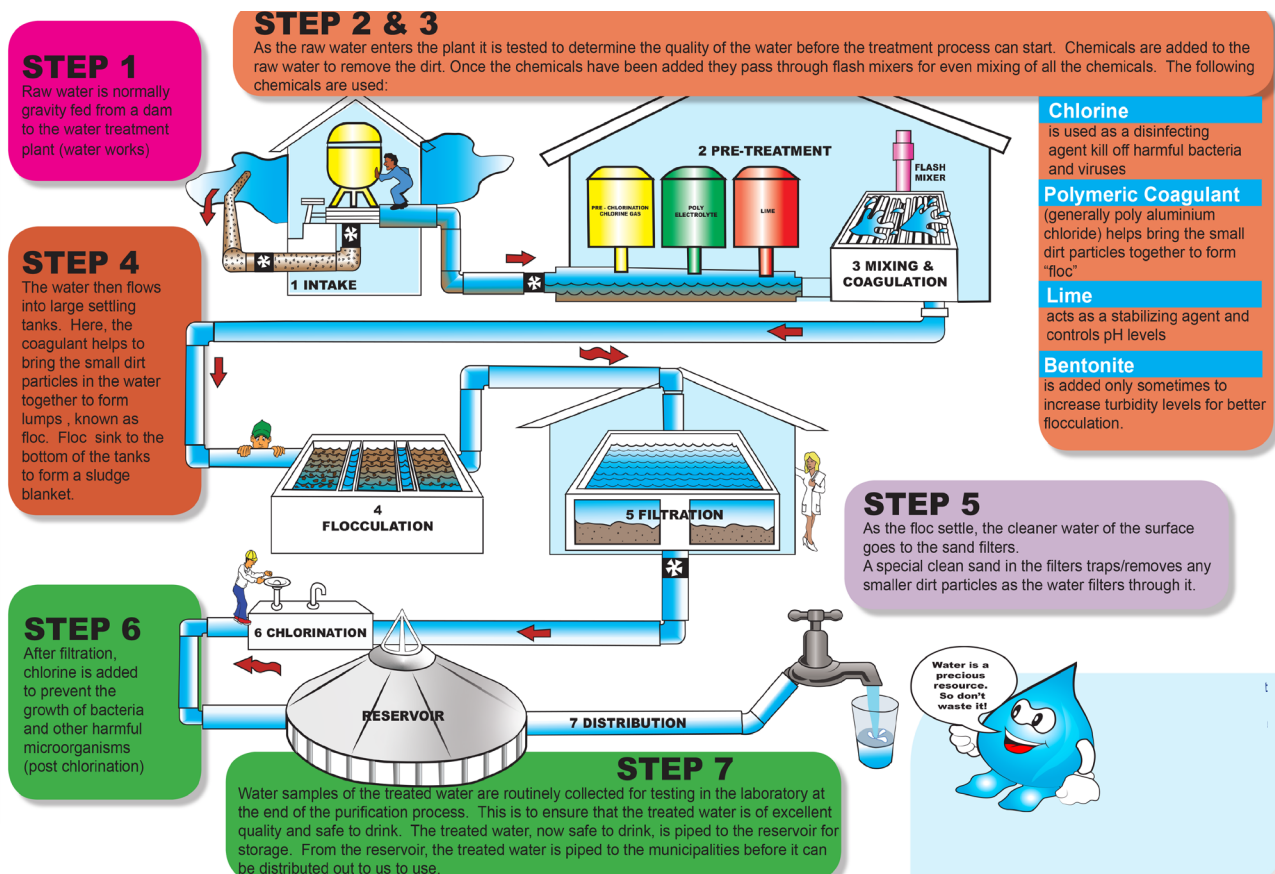 STEP 1
Raw water is normally
gravity fed from a dam
to the water treatment
plant (water works)
STEP 2 & 3
As the raw water enters the plant it is tested to determine the quality of the water before the treatment process can start.  Chemicals are added to the
raw water to remove the dirt. Once the chemicals have been added they pass through flash mixers for even mixing of all the chemicals.  The following
chemicals are used:
Chlorine
is used as a disinfecting
agent kill off harmful bacteria
and viruses
Polymeric Coagulant
(generally poly aluminium
chloride) helps bring the small
dirt particles together to form
“floc”
Lime
acts as a stabilizing agent and
controls pH levels
Bentonite
is added only sometimes to
increase turbidity levels for better
flocculation.
1 INTAKE
2 PRE-TREATMENT
PRE - CHLORINATION
CHLORINE GAS
POLY
ELECTROLYTE
LIME
FLASH
MIXER
3 MIXING &
COAGULATION
STEP 4
The water then flows
into large settling
tanks.  Here, the
coagulant helps to
bring the small dirt
particles in the water
together to form
lumps , known as
floc.  Floc  sink to the
bottom of the tanks
to form a sludge
blanket.
4
FLOCCULATION
5 FILTRATION
STEP 5
As the floc settle, the cleaner water of the surface
goes to the sand filters.
A special clean sand in the filters traps/removes any
smaller dirt particles as the water filters through it.
STEP 6
After filtration,
chlorine is added
to prevent the
growth of bacteria
and other harmful
microorganisms
(post chlorination)
6 CHLORINATION
RESERVOIR
7 DISTRIBUTION
Water is a
precious
resource.
So don't
waste it!
t
STEP 7
Water samples of the treated water are routinely collected for testing in the laboratory at
the end of the purification process.  This is to ensure that the treated water is of excellent
quality and safe to drink.  The treated water, now safe to drink, is piped to the reservoir for
storage.  From the reservoir, the treated water is piped to the municipalities before it can
be distributed out to us to use.